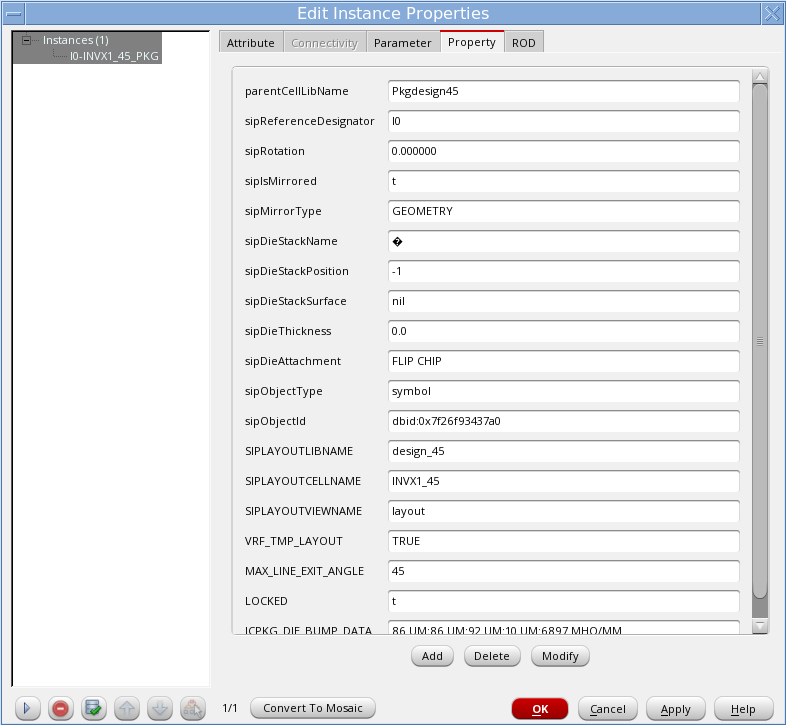 Edit Instance Properties
Instances (1)
I0-INVX1_45_PKG
Attribute Connectivity Parameter Property ROD
parentCellLibName Pkgdesign45
sipReferenceDesignator I0
sipRotation 0.000000
sipIsMirrored t
sipMirrorType GEOMETRY
sipDieStackName �
sipDieStackPosition -1
sipDieStackSurface nil
sipDieThickness 0.0
sipDieAttachment FLIP CHIP
sipObjectType symbol
sipObjectId dbid:0x7f26f93437a0
SIPLAYOUTLIBNAME design_45
SIPLAYOUTCELLNAME INVX1_45
SIPLAYOUTVIEWNAME layout
VRF_TMP_LAYOUT TRUE
MAX_LINE_EXIT_ANGLE 45
LOCKED t
ICPKG_DIE_BUMP_DATA 86 UM:86 UM:92 UM:10 UM:6897 MHO/MM
Add Delete Modify
1/1 Convert To Mosaic OK Cancel Apply Help